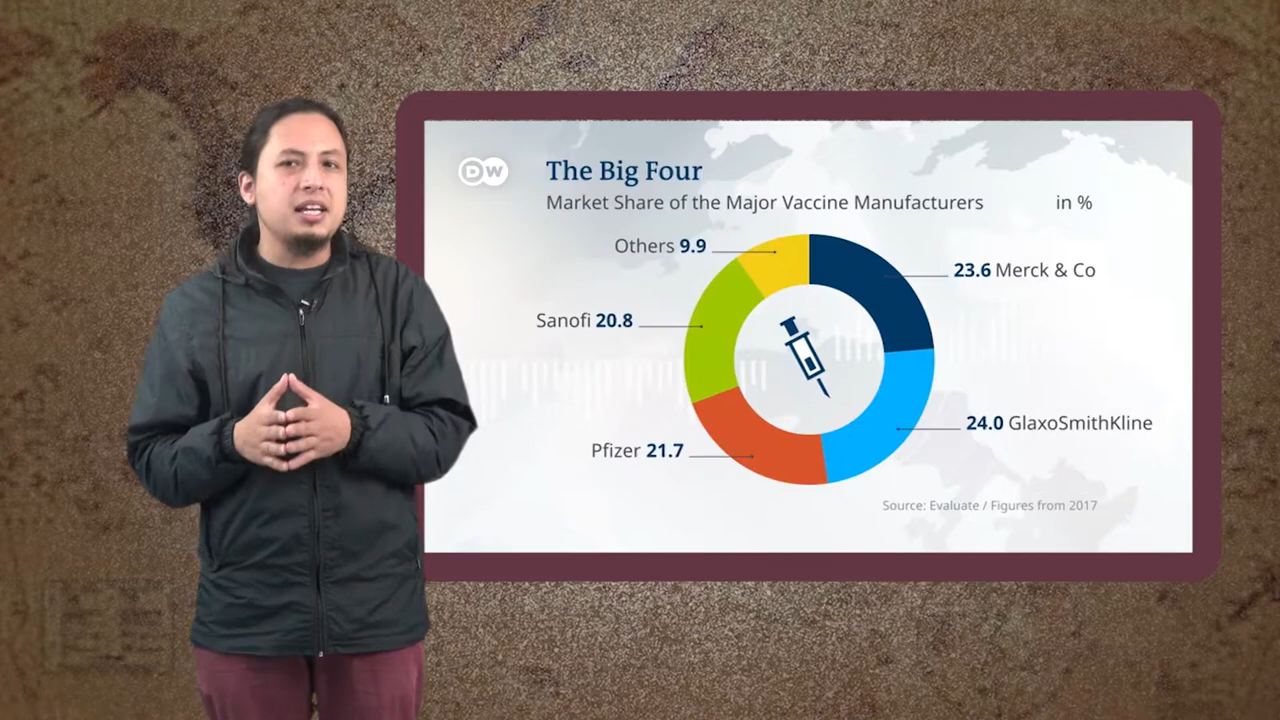 DW
The Big Four
Market Share of the Major Vaccine Manufacturers in %
Others 9.9
23.6 Merck & Co
Sanofi 20.8
24.0 GlaxoSmithKline
Pfizer 21.7
Source: Evaluate / Figures from 2017